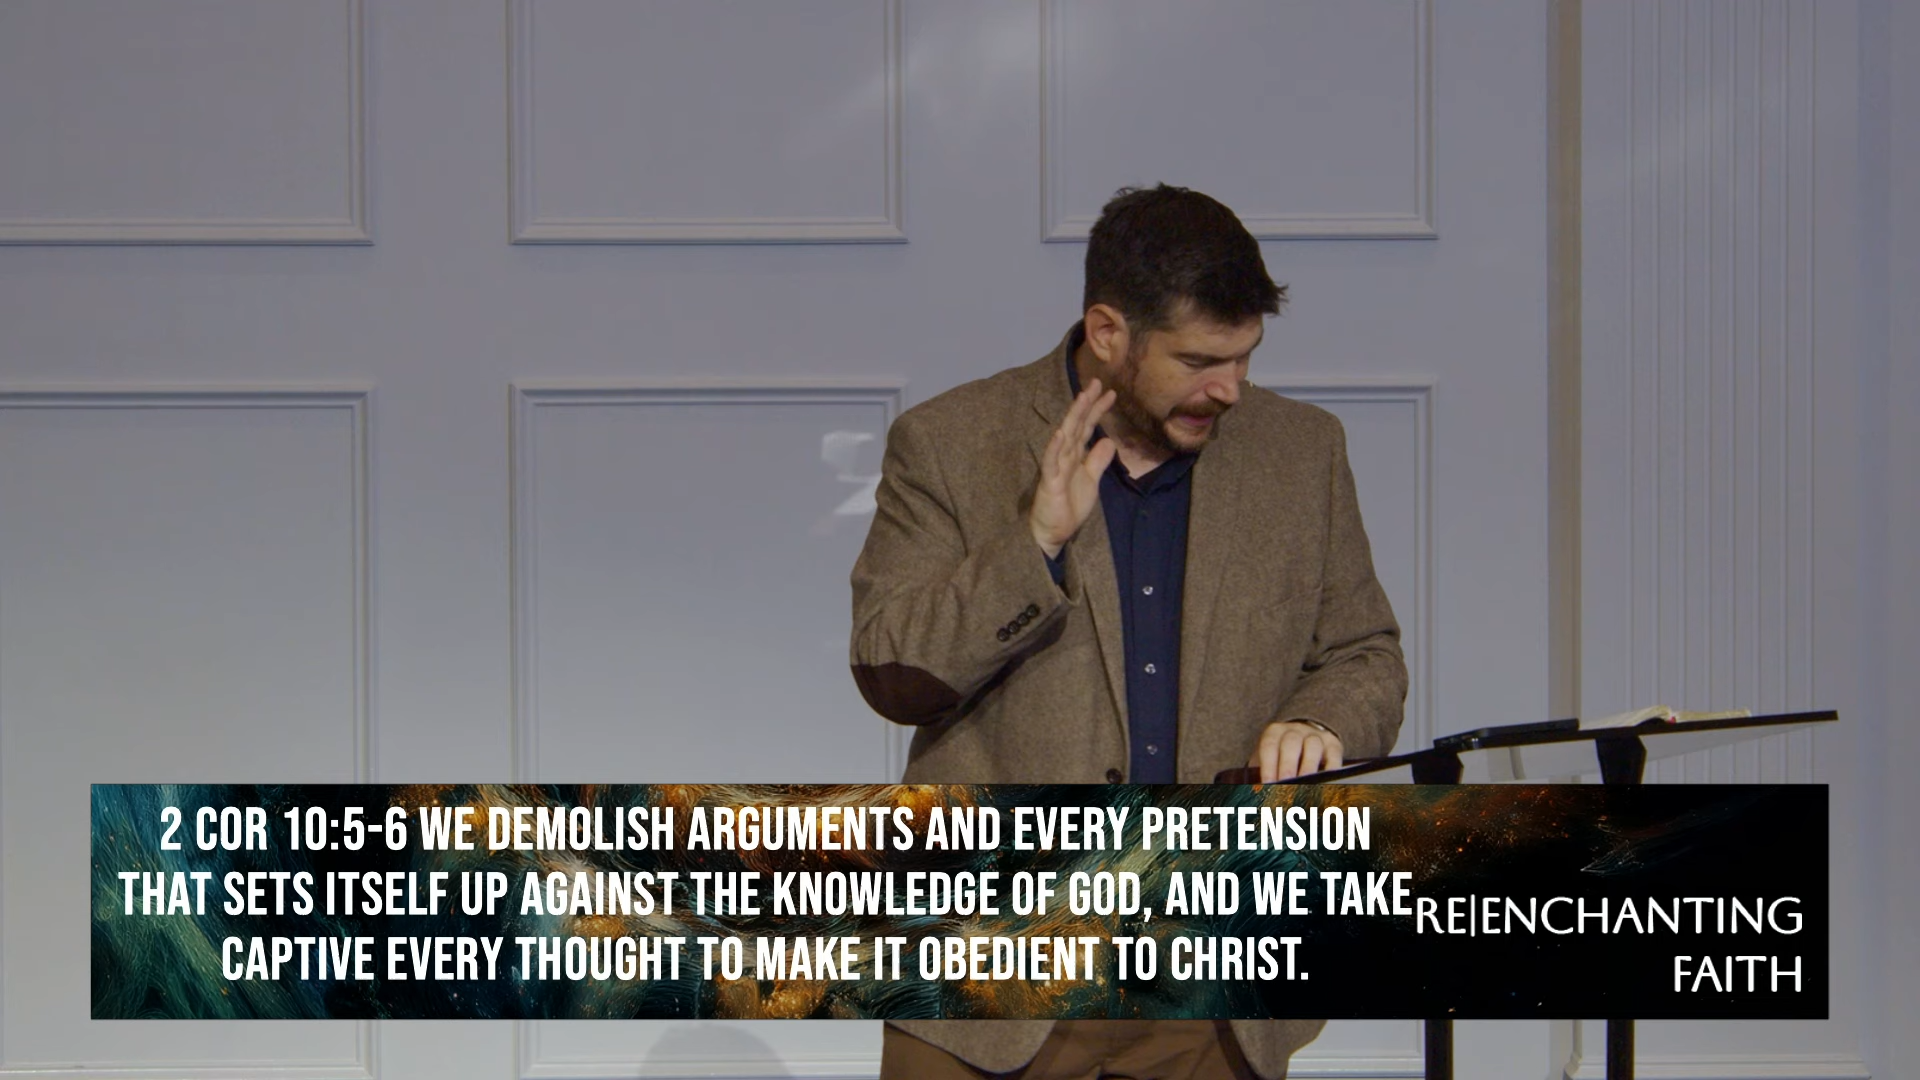 2 COR 10:5-6 WE DEMOLISH ARGUMENTS AND EVERY PRETENSION
THAT SETS ITSELF UP AGAINST THE KNOWLEDGE OF GOD, AND WE TAKE
CAPTIVE EVERY THOUGHT TO MAKE IT OBEDIENT TO CHRIST.
RE|ENCHANTING
FAITH